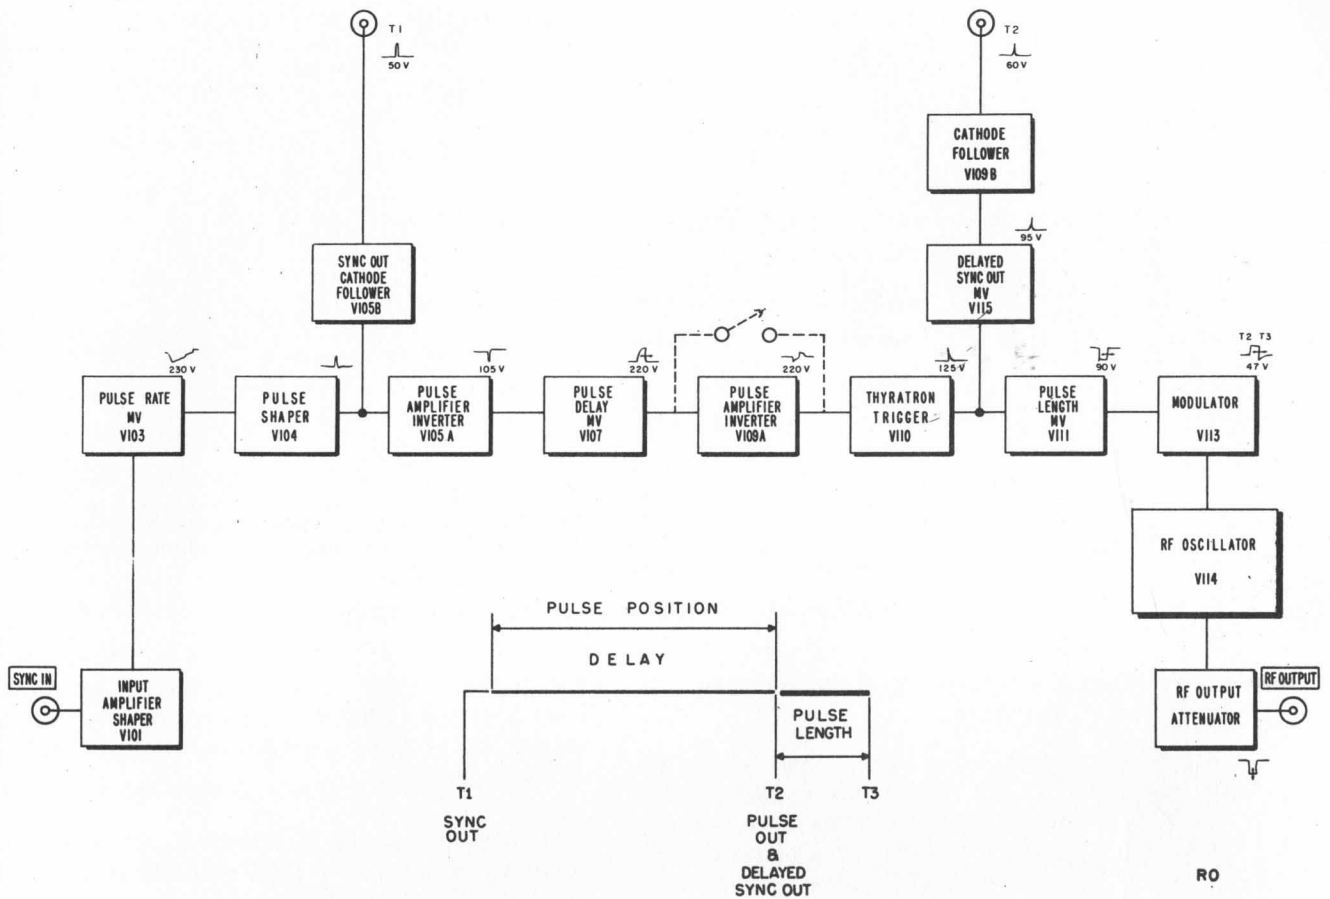 T1
50 V
T2
60 V
CATHODE
FOLLOWER
V109B
95 V
SYNC OUT
CATHODE
FOLLOWER
V105B
DELAYED
SYNC OUT
MV
V115
230 V
105 V
220 V
220 V
125 V
90 V
T2 T3
47 V
PULSE RATE
MV
V103
PULSE
SHAPER
V104
PULSE
AMPLIFIER
INVERTER
V105 A
PULSE
DELAY
MV
V107
PULSE
AMPLIFIER
INVERTER
V109A
THYRATRON
TRIGGER
V110
PULSE
LENGTH
MV
V111
MODULATOR
V113
RF OSCILLATOR
V114
PULSE POSITION
DELAY
SYNC IN
INPUT
AMPLIFIER
SHAPER
V101
RF OUTPUT
ATTENUATOR
RF OUTPUT
PULSE
LENGTH
T1
T2
T3
SYNC
OUT
PULSE
OUT
&
DELAYED
SYNC OUT
RO